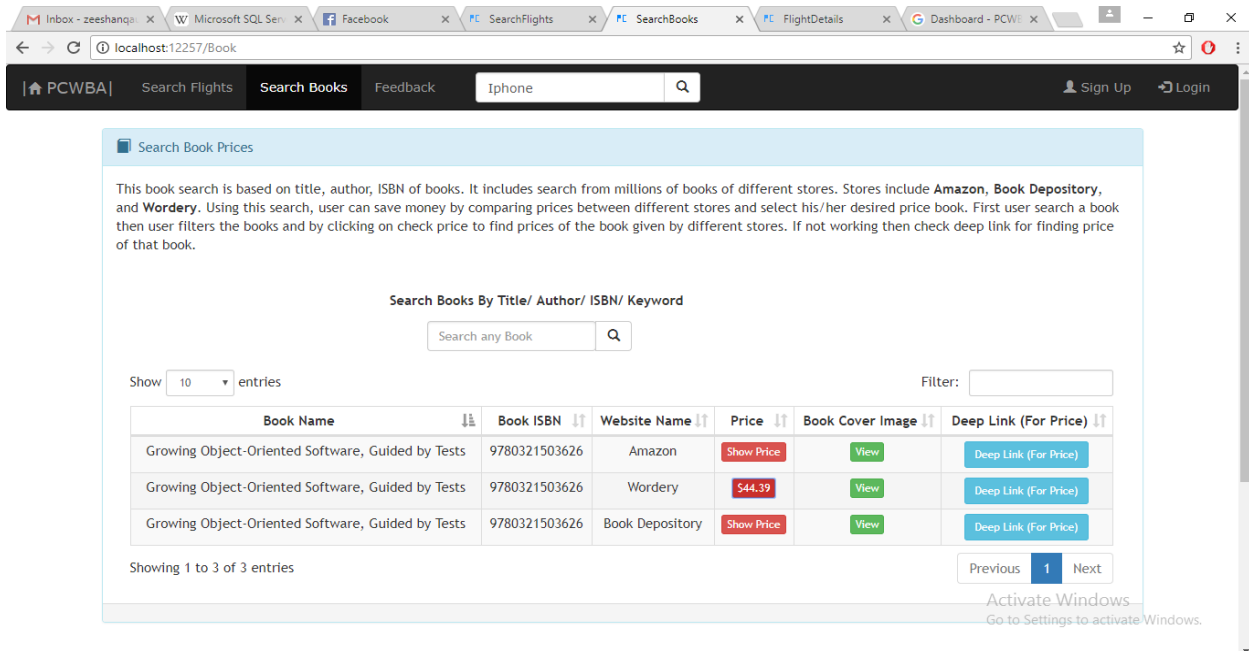 Inbox - zeeshanqa
Microsoft SQL Serv
Facebook
SearchFlights
SearchBooks
FlightDetails
Dashboard - PCWB
localhost:12257/Book
|PCWBA|
Search Flights
Search Books
Feedback
Iphone
Sign Up
Login
Search Book Prices
This book search is based on title, author, ISBN of books. It includes search from millions of books of different stores. Stores include Amazon, Book Depository,
and Wordery. Using this search, user can save money by comparing prices between different stores and select his/her desired price book. First user search a book
then user filters the books and by clicking on check price to find prices of the book given by different stores. If not working then check deep link for finding price
of that book.
Search Books By Title/ Author/ ISBN/ Keyword
Search any Book
Show 10 entries
Filter:
Book Name Book ISBN Website Name Price Book Cover Image Deep Link (For Price)
Growing Object-Oriented Software, Guided by Tests 9780321503626 Amazon Show Price View Deep Link (For Price)
Growing Object-Oriented Software, Guided by Tests 9780321503626 Wordery $44.39 View Deep Link (For Price)
Growing Object-Oriented Software, Guided by Tests 9780321503626 Book Depository Show Price View Deep Link (For Price)
Showing 1 to 3 of 3 entries
Previous 1 Next
Activate Windows
Go to Settings to activate Windows.